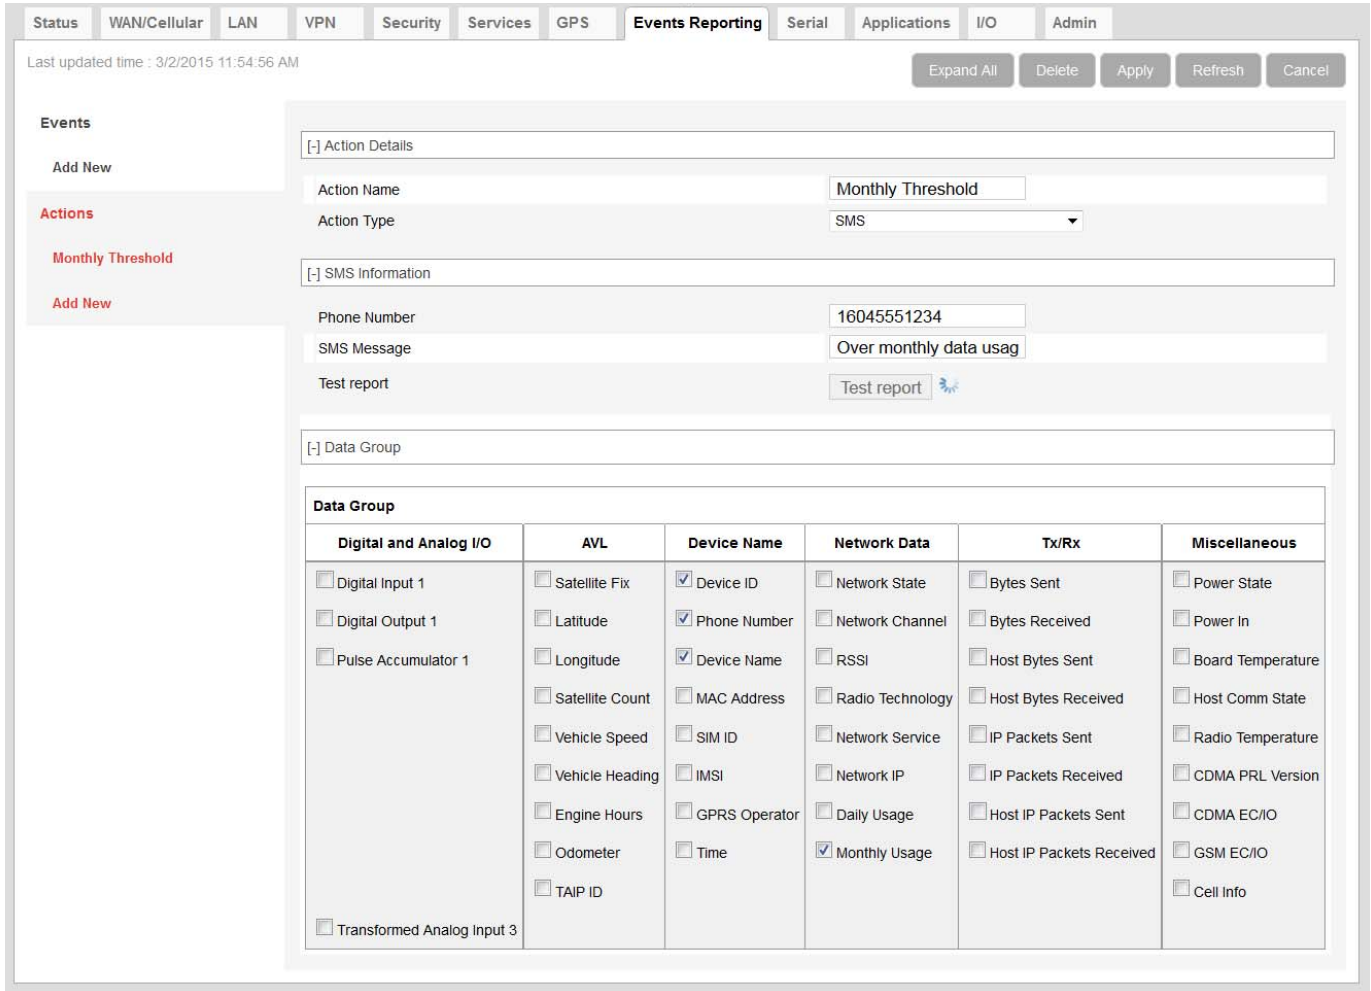 Status WAN/Cellular LAN VPN Security Services GPS Events Reporting Serial Applications I/O Admin
Last updated time : 3/2/2015 11:54:56 AM Expand All Delete Apply Refresh Cancel
Events
Add New
Actions
Monthly Threshold
Add New
[-] Action Details
Action Name Monthly Threshold
Action Type SMS
[-] SMS Information
Phone Number 16045551234
SMS Message Over monthly data usag
Test report Test report
[-] Data Group
Data Group
Digital and Analog I/O AVL Device Name Network Data Tx/Rx Miscellaneous
Digital Input 1 Satellite Fix Device ID Network State Bytes Sent Power State
Digital Output 1 Latitude Phone Number Network Channel Bytes Received Power In
Pulse Accumulator 1 Longitude Device Name RSSI Host Bytes Sent Board Temperature
Satellite Count MAC Address Radio Technology Host Bytes Received Host Comm State
Vehicle Speed SIM ID Network Service IP Packets Sent Radio Temperature
Vehicle Heading IMSI Network IP IP Packets Received CDMA PRL Version
Engine Hours GPRS Operator Daily Usage Host IP Packets Sent CDMA EC/IO
Odometer Time Monthly Usage Host IP Packets Received GSM EC/IO
TAIP ID Cell Info
Transformed Analog Input 3